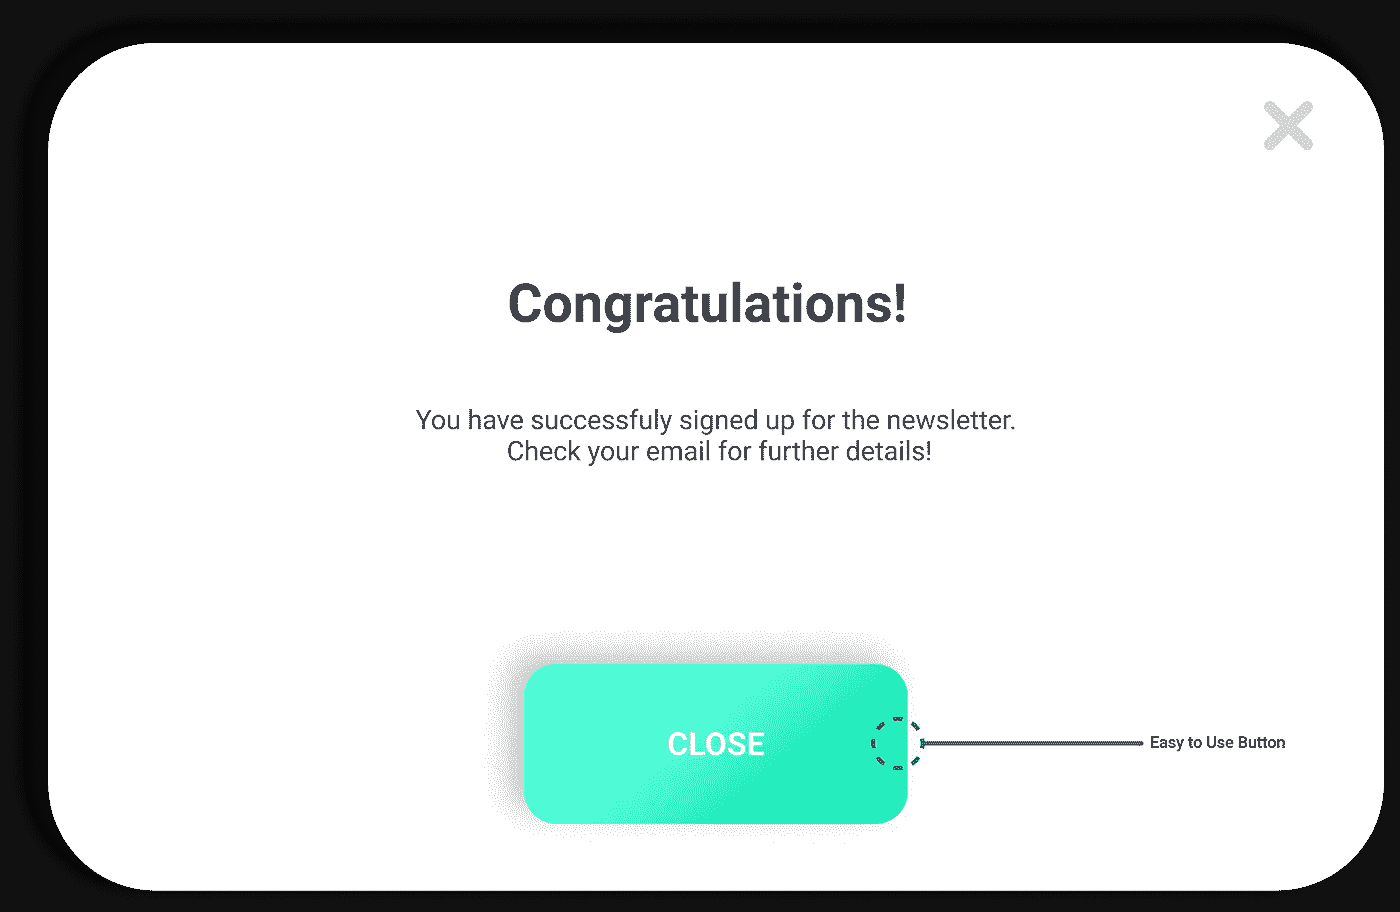 Congratulations!
You have successfuly signed up for the newsletter.
Check your email for further details!
CLOSE
Easy to Use Button